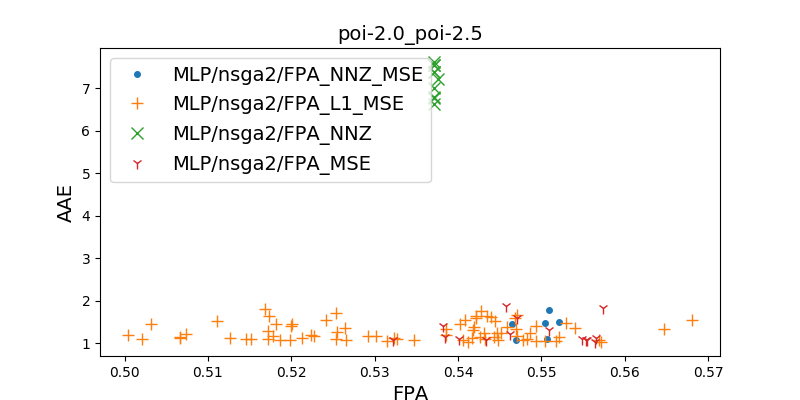 poi-2.0_poi-2.5
MLP/nsga2/FPA_NNZ_MSE
MLP/nsga2/FPA_L1_MSE
MLP/nsga2/FPA_NNZ
MLP/nsga2/FPA_MSE
AAE
7
6
5
4
3
2
1
0.50 0.51 0.52 0.53 0.54 0.55 0.56 0.57
FPA